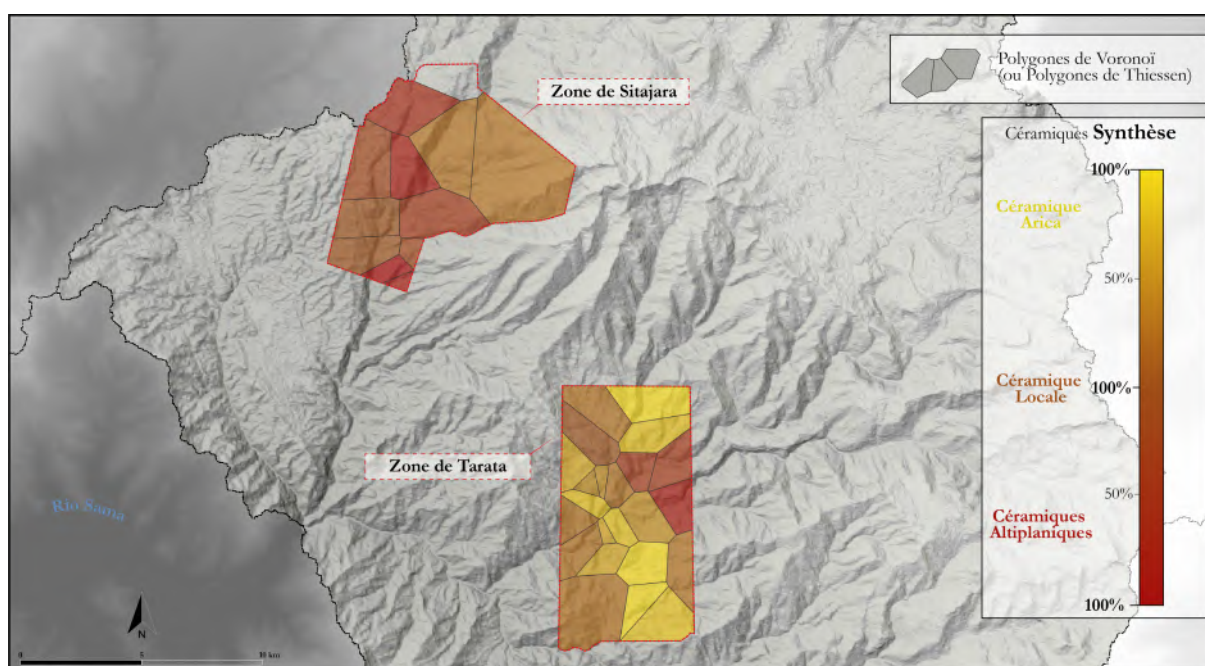 Polygones de Voronoï
(ou Polygones de Thiessen)
Zone de Sitajara
Céramiques Synthèse
100%
Céramique
Arica
50%
100%
Céramique
Locale
Zone de Tarata
50%
Céramiques
Altiplaniques
Rio Sama
100%
N
0 5 10 km